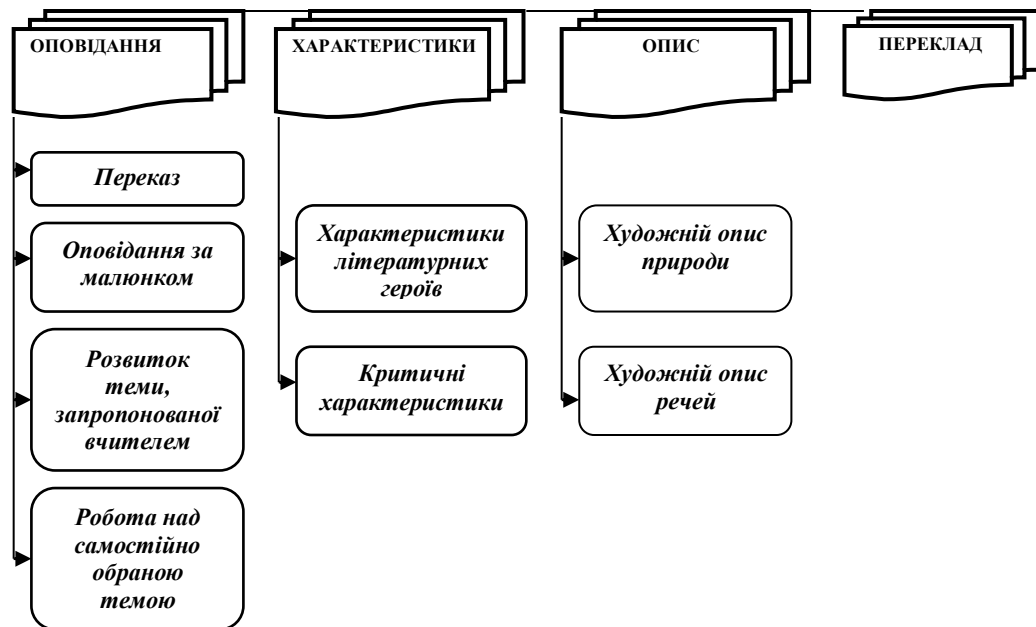 ОПОВІДАННЯ
ХАРАКТЕРИСТИКИ
ОПИС
ПЕРЕКЛАД
Переказ
Оповідання за
малюнком
Розвиток
теми,
запропонованої
вчителем
Робота над
самостійно
обраною
темою
Характеристики
літературних
героїв
Критичні
характеристики
Художній опис
природи
Художній опис
речей